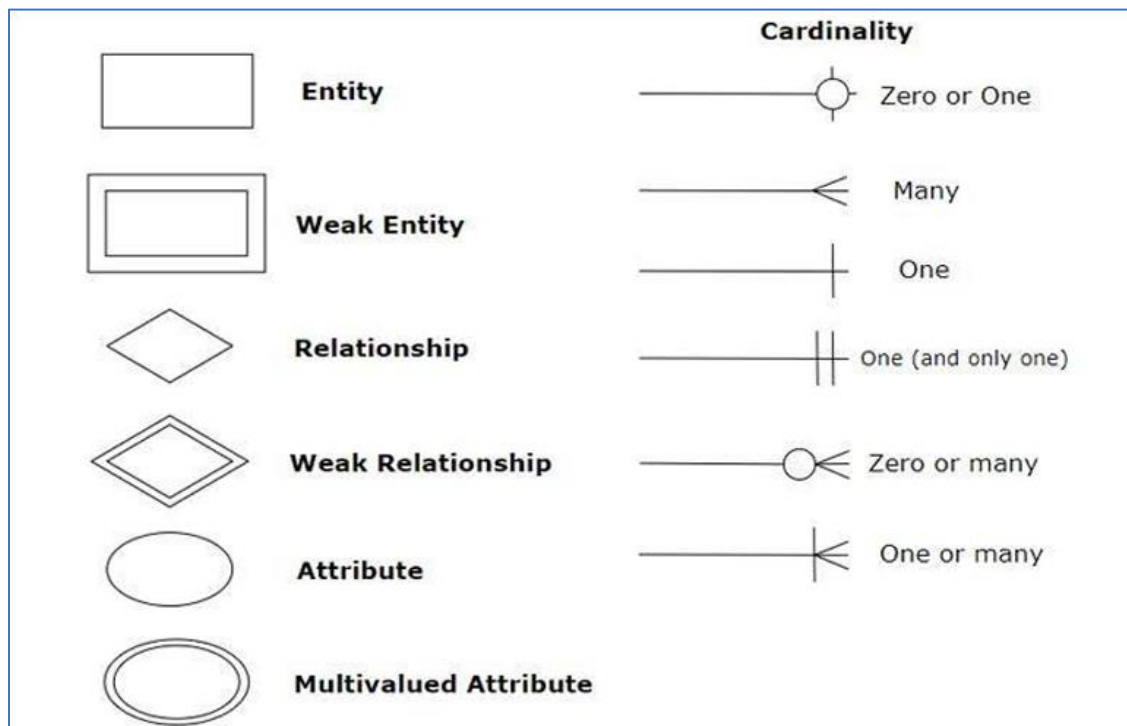 Cardinality
Entity
Zero or One
Many
Weak Entity
One
Relationship
One (and only one)
Weak Relationship
Zero or many
One or many
Attribute
Multivalued Attribute